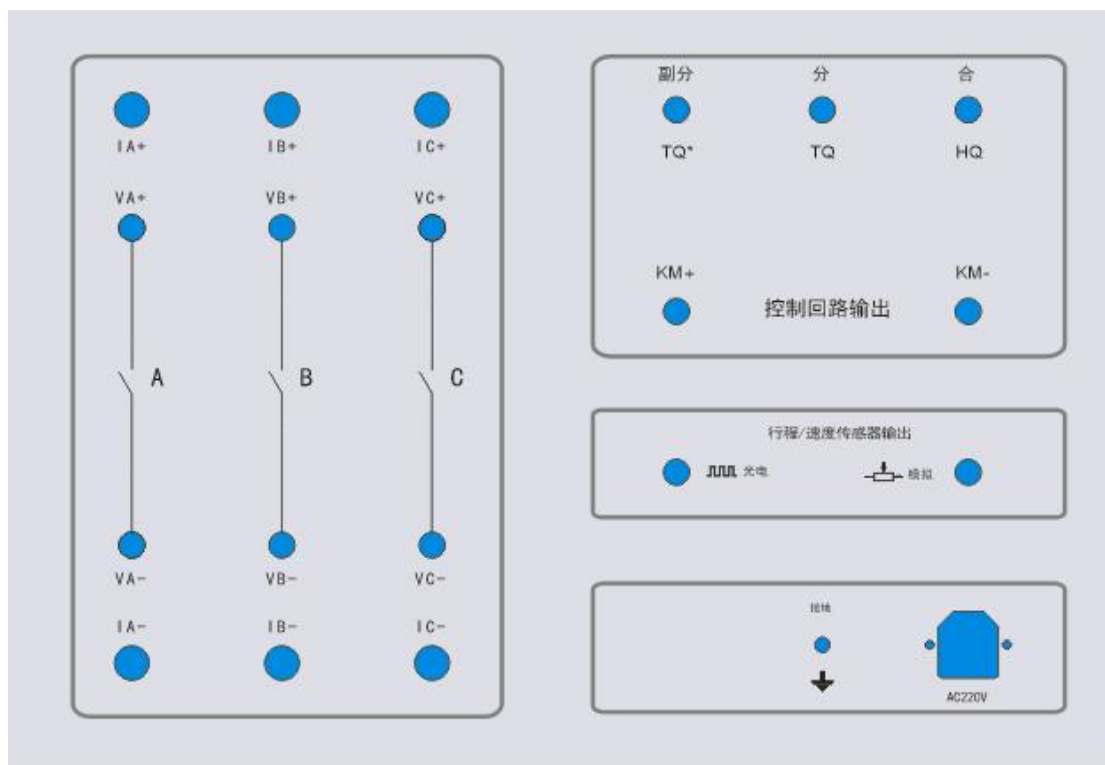 IA+ IB+ IC+
VA+ VB+ VC+
A B C
VA- VB- VC-
IA- IB- IC-
副分 分 合
TQ* TQ HQ
KM+ KM-
控制回路输出
行程/速度传感器输出
光电 模拟
接地
AC220V